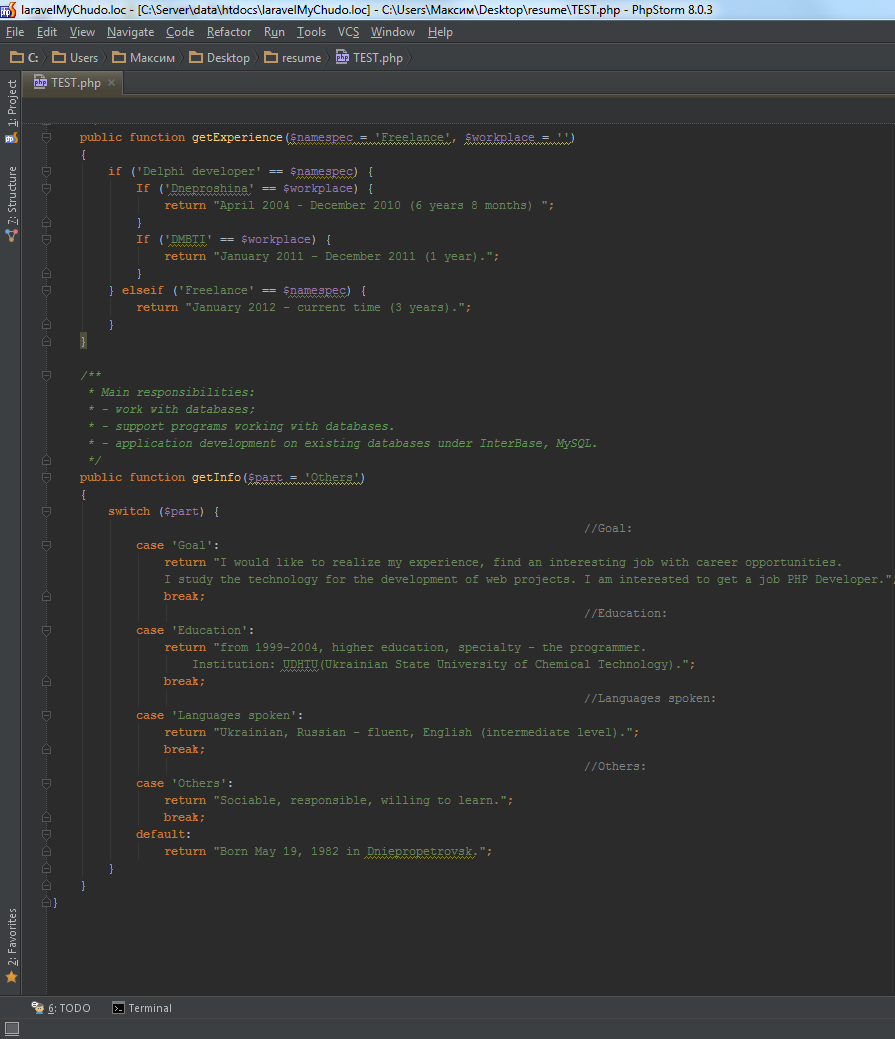 laravelMyChudo.loc - [C:\Server\data\htdocs\laravelMyChudo.loc] - C:\Users\Максим\Desktop\resume\TEST.php - PhpStorm 8.0.3
File Edit View Navigate Code Refactor Run Tools VCS Window Help
C: Users Максим Desktop resume TEST.php
TEST.php
1: Project
7: Structure
2: Favorites
public function getExperience($namespec = 'Freelance', $workplace = '')
{
if ('Delphi developer' == $namespec) {
If ('Dneproshina' == $workplace) {
return "April 2004 - December 2010 (6 years 8 months) ";
}
If ('DMBTI' == $workplace) {
return "January 2011 - December 2011 (1 year).";
}
} elseif ('Freelance' == $namespec) {
return "January 2012 - current time (3 years).";
}
}
/**
* Main responsibilities:
* - work with databases;
* - support programs working with databases.
* - application development on existing databases under InterBase, MySQL.
*/
public function getInfo($part = 'Others')
{
switch ($part) {
//Goal:
case 'Goal':
return "I would like to realize my experience, find an interesting job with career opportunities.
I study the technology for the development of web projects. I am interested to get a job PHP Developer.";
break;
//Education:
case 'Education':
return "from 1999-2004, higher education, specialty - the programmer.
Institution: UDHTU(Ukrainian State University of Chemical Technology).";
break;
//Languages spoken:
case 'Languages spoken':
return "Ukrainian, Russian - fluent, English (intermediate level).";
break;
//Others:
case 'Others':
return "Sociable, responsible, willing to learn.";
break;
default:
return "Born May 19, 1982 in Dniepropetrovsk.";
}
}
}
6: TODO Terminal